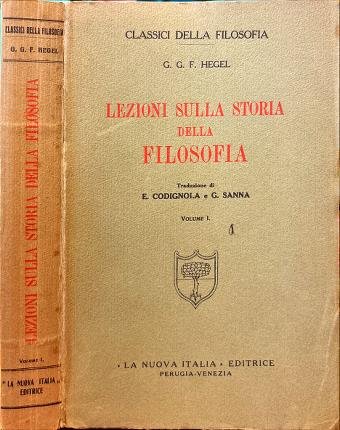 CLASSICI DELLA FILOSOFIA
G. G. F. HEGEL
LEZIONI SULLA STORIA DELLA FILOSOFIA
Volume I.
"LA NUOVA ITALIA"
EDITRICE
CLASSICI DELLA FILOSOFIA
G. G. F. HEGEL
LEZIONI SULLA STORIA
DELLA
FILOSOFIA
Traduzione di
E. CODIGNOLA e G. SANNA
VOLUME I.
"LA NUOVA ITALIA" EDITRICE
PERUGIA-VENEZIA